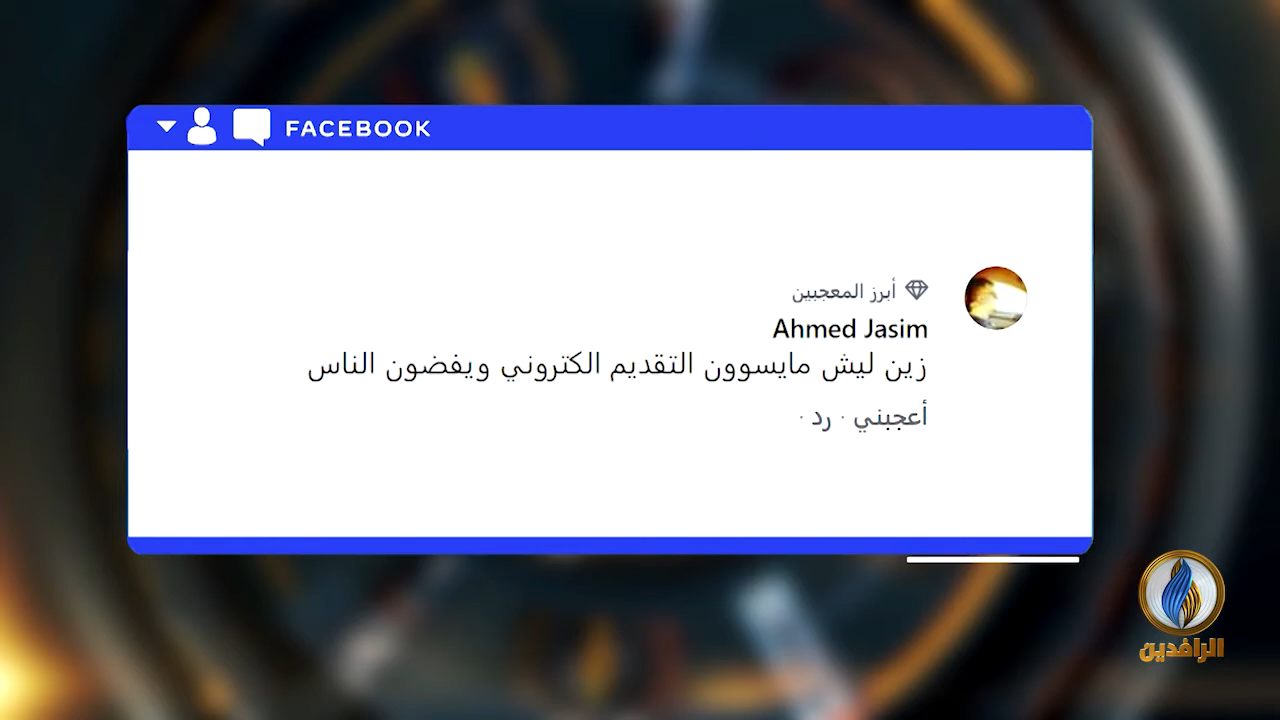 FACEBOOK
أبرز المعجبين
Ahmed Jasim
زين ليش مايسوون التقديم الكتروني ويفضون الناس
أعجبني · رد ·
الرافدين